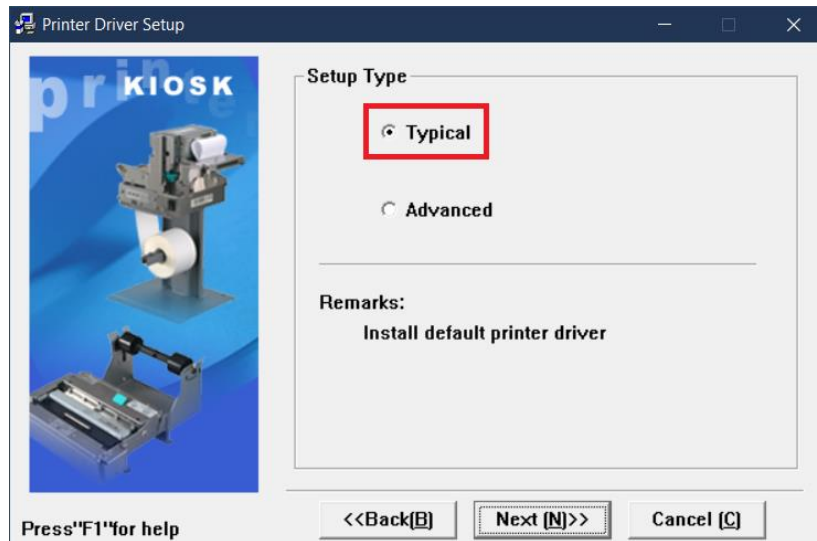 Printer Driver Setup
KIOSK
printer
Setup Type
Typical
Advanced
Remarks:
Install default printer driver
Press"F1"for help
<<Back(B)
Next (N)>>
Cancel (C)